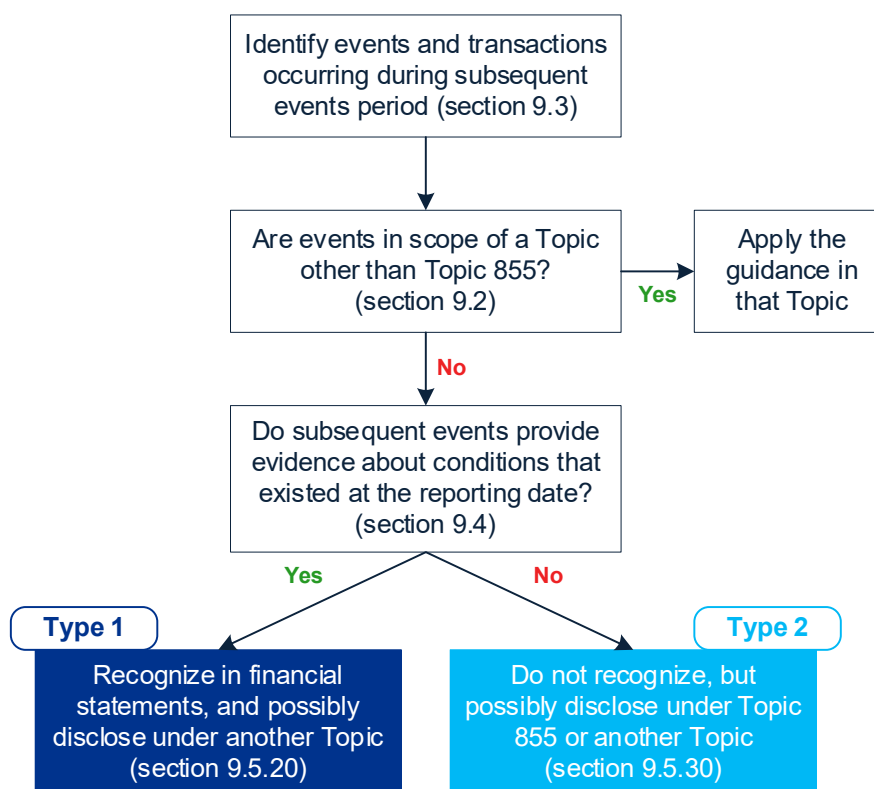 Identify events and transactions
occurring during subsequent
events period (section 9.3)
Are events in scope of a Topic
other than Topic 855?
(section 9.2)
Yes
Apply the
guidance in
that Topic
No
Do subsequent events provide
evidence about conditions that
existed at the reporting date?
(section 9.4)
Yes
No
Type 1
Recognize in financial
statements, and possibly
disclose under another Topic
(section 9.5.20)
Type 2
Do not recognize, but
possibly disclose under Topic
855 or another Topic
(section 9.5.30)